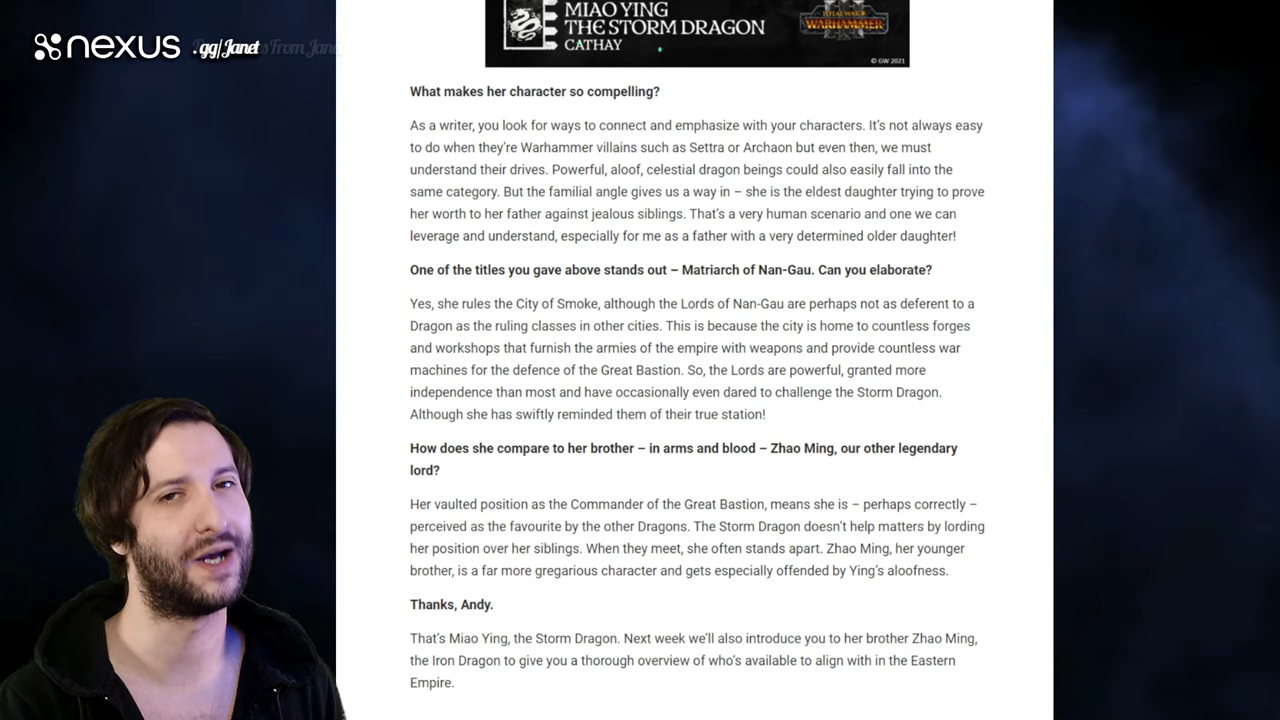 nexus .gg/Janet
MIAO YING
THE STORM DRAGON
CATHAY
TOTAL WAR
WARHAMMER
III
© GW 2021
What makes her character so compelling?
As a writer, you look for ways to connect and emphasize with your characters. It's not always easy
to do when they're Warhammer villains such as Settra or Archaon but even then, we must
understand their drives. Powerful, aloof, celestial dragon beings could also easily fall into the
same category. But the familial angle gives us a way in – she is the eldest daughter trying to prove
her worth to her father against jealous siblings. That's a very human scenario and one we can
leverage and understand, especially for me as a father with a very determined older daughter!
One of the titles you gave above stands out – Matriarch of Nan-Gau. Can you elaborate?
Yes, she rules the City of Smoke, although the Lords of Nan-Gau are perhaps not as deferent to a
Dragon as the ruling classes in other cities. This is because the city is home to countless forges
and workshops that furnish the armies of the empire with weapons and provide countless war
machines for the defence of the Great Bastion. So, the Lords are powerful, granted more
independence than most and have occasionally even dared to challenge the Storm Dragon.
Although she has swiftly reminded them of their true station!
How does she compare to her brother – in arms and blood – Zhao Ming, our other legendary
lord?
Her vaulted position as the Commander of the Great Bastion, means she is – perhaps correctly –
perceived as the favourite by the other Dragons. The Storm Dragon doesn't help matters by lording
her position over her siblings. When they meet, she often stands apart. Zhao Ming, her younger
brother, is a far more gregarious character and gets especially offended by Ying's aloofness.
Thanks, Andy.
That's Miao Ying, the Storm Dragon. Next week we'll also introduce you to her brother Zhao Ming,
the Iron Dragon to give you a thorough overview of who's available to align with in the Eastern
Empire.